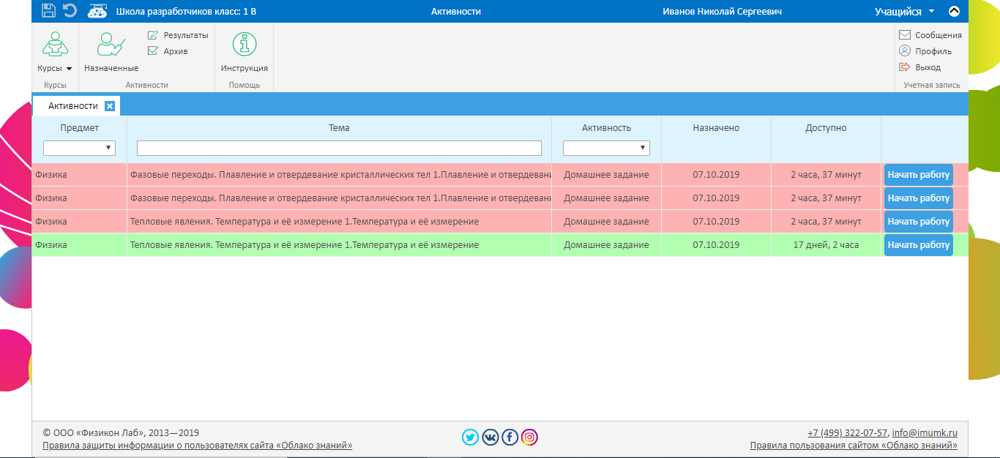 Школа разработчиков класс: 1 В Активности Иванов Николай Сергеевич Учащийся
Курсы
Курсы
Назначенные
Результаты
Архив
Активности
Инструкция
Помощь
Сообщения
Профиль
Выход
Учетная запись
Активности
Предмет Тема Активность Назначено Доступно
Физика Фазовые переходы. Плавление и отвердевание кристаллических тел 1.Плавление и отвердевани Домашнее задание 07.10.2019 2 часа, 37 минут Начать работу
Физика Фазовые переходы. Плавление и отвердевание кристаллических тел 1.Плавление и отвердевани Домашнее задание 07.10.2019 2 часа, 37 минут Начать работу
Физика Тепловые явления. Температура и её измерение 1.Температура и её измерение Домашнее задание 07.10.2019 2 часа, 37 минут Начать работу
Физика Тепловые явления. Температура и её измерение 1.Температура и её измерение Домашнее задание 07.10.2019 17 дней, 2 часа Начать работу
© ООО «Физикон Лаб», 2013—2019
Правила защиты информации о пользователях сайта «Облако знаний»
+7 (499) 322-07-57, info@imumk.ru
Правила пользования сайтом «Облако знаний»